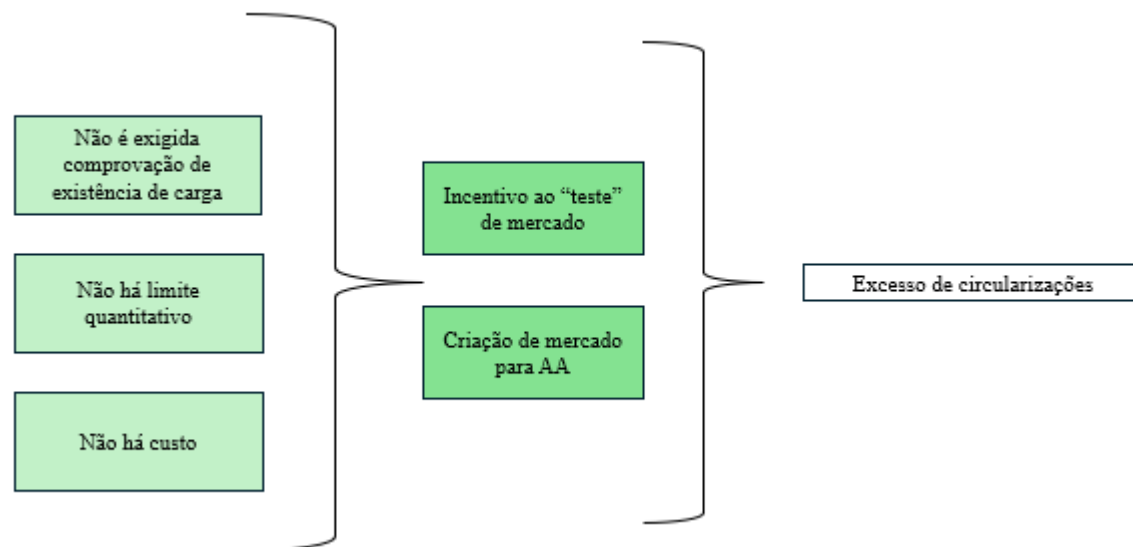 Não é exigida
comprovação de
existência de carga
Não há limite
quantitativo
Não há custo
Incentivo ao “teste”
de mercado
Criação de mercado
para AA
Excesso de circularizações